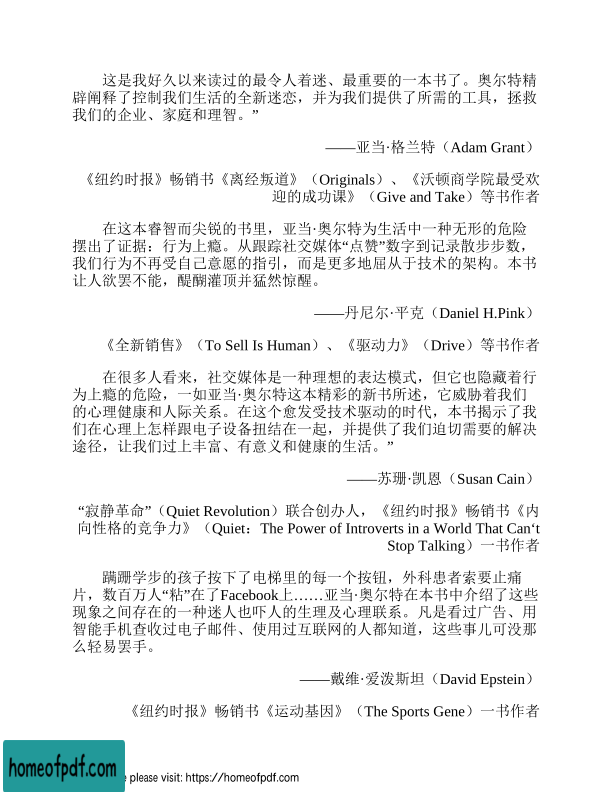 这是我好久以来读过的最令人着迷、最重要的一本书了。奥尔特精
辟阐释了控制我们生活的全新迷恋，并为我们提供了所需的工具，拯救
我们的企业、家庭和理智。”
——亚当·格兰特（Adam Grant）
《纽约时报》畅销书《离经叛道》（Originals）、《沃顿商学院最受欢
迎的成功课》（Give and Take）等书作者
在这本睿智而尖锐的书里，亚当·奥尔特为生活中一种无形的危险
摆出了证据：行为上瘾。从跟踪社交媒体“点赞”数字到记录散步步数，
我们行为不再受自己意愿的指引，而是更多地屈从于技术的架构。本书
让人欲罢不能，醍醐灌顶并猛然惊醒。
——丹尼尔·平克（Daniel H.Pink）
《全新销售》（To Sell Is Human）、《驱动力》（Drive）等书作者
在很多人看来，社交媒体是一种理想的表达模式，但它也隐藏着行
为上瘾的危险，一如亚当·奥尔特这本精彩的新书所述，它威胁着我们
的心理健康和人际关系。在这个愈发受技术驱动的时代，本书揭示了我
们在心理上怎样跟电子设备扭结在一起，并提供了我们迫切需要的解决
途径，让我们过上丰富、有意义和健康的生活。”
——苏珊·凯恩（Susan Cain）
“寂静革命”（Quiet Revolution）联合创办人，《纽约时报》畅销书《内
向性格的竞争力》（Quiet：The Power of Introverts in a World That Can‘t
Stop Talking）一书作者
蹒跚学步的孩子按下了电梯里的每一个按钮，外科患者索要止痛
片，数百万人“粘”在了Facebook上……亚当·奥尔特在本书中介绍了这些
现象之间存在的一种迷人也吓人的生理及心理联系。凡是看过广告、用
智能手机查收过电子邮件、使用过互联网的人都知道，这些事儿可没那
么轻易罢手。
——戴维·爱泼斯坦（David Epstein）
《纽约时报》畅销书《运动基因》（The Sports Gene）一书作者
homeofpdf.com
e please visit: https://homeofpdf.com